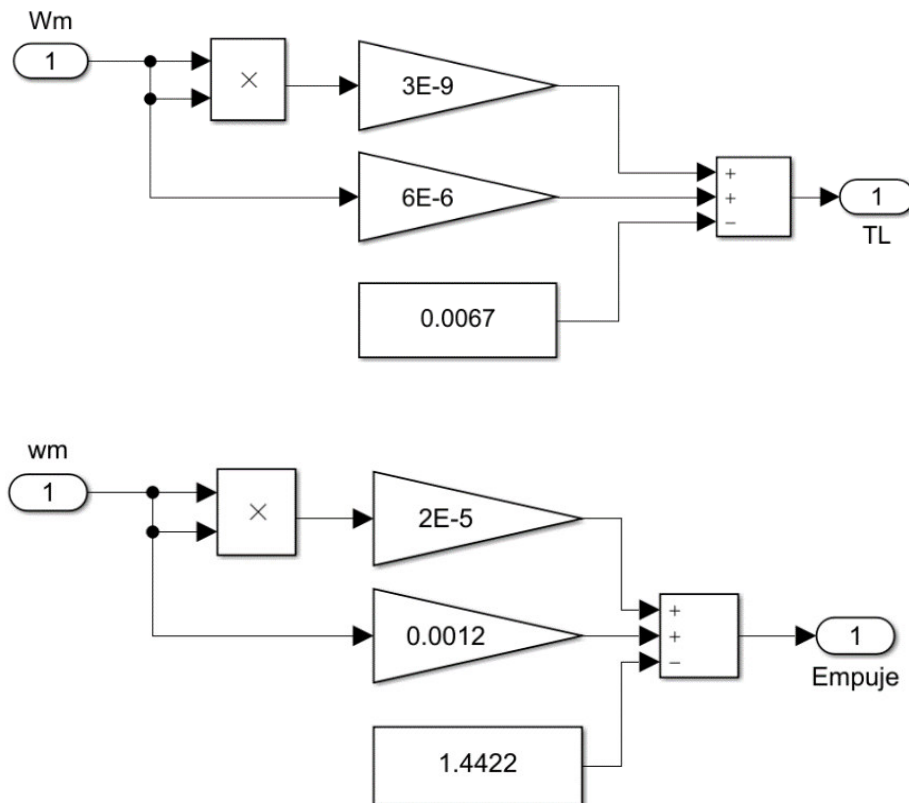 Wm
1
×
3E-9
6E-6
0.0067
+
+
−
1
TL
wm
1
×
2E-5
0.0012
1.4422
+
+
−
1
Empuje